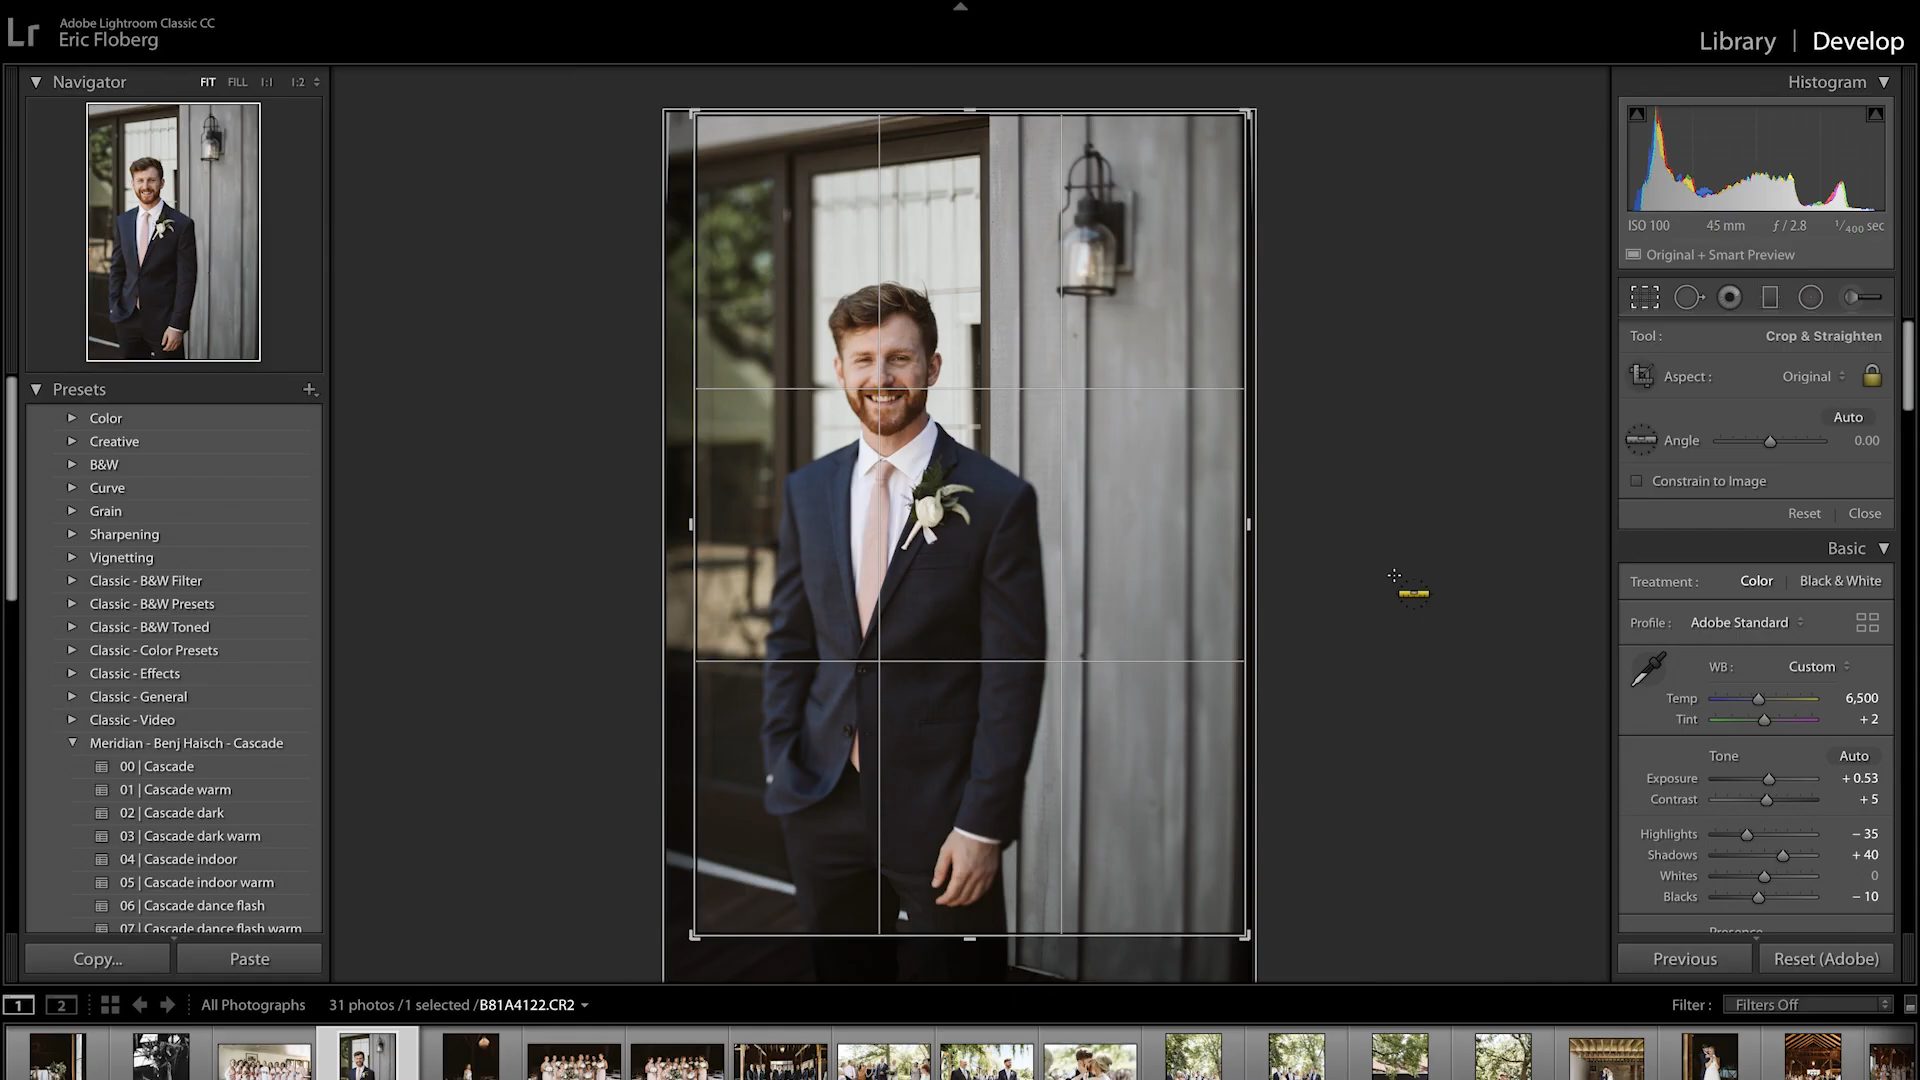 Lr
Adobe Lightroom Classic CC
Eric Floberg
Library | Develop
Navigator FIT FILL 1:1 1:2
Presets +
Color
Creative
B&W
Curve
Grain
Sharpening
Vignetting
Classic - B&W Filter
Classic - B&W Presets
Classic - B&W Toned
Classic - Color Presets
Classic - Effects
Classic - General
Classic - Video
Meridian - Benj Haisch - Cascade
00 | Cascade
01 | Cascade warm
02 | Cascade dark
03 | Cascade dark warm
04 | Cascade indoor
05 | Cascade indoor warm
06 | Cascade dance flash
07 | Cascade dance flash warm
Copy... Paste
Histogram
ISO 100 45 mm ƒ / 2.8 1/400 sec
Original + Smart Preview
Tool : Crop & Straighten
Aspect : Original
Auto
Angle 0.00
Constrain to Image
Reset Close
Basic
Treatment : Color | Black & White
Profile : Adobe Standard
WB : Custom
Temp 6,500
Tint + 2
Tone Auto
Exposure + 0.53
Contrast + 5
Highlights − 35
Shadows + 40
Whites 0
Blacks − 10
Presence
Previous Reset (Adobe)
1 2 All Photographs 31 photos / 1 selected / B81A4122.CR2 Filter : Filters Off